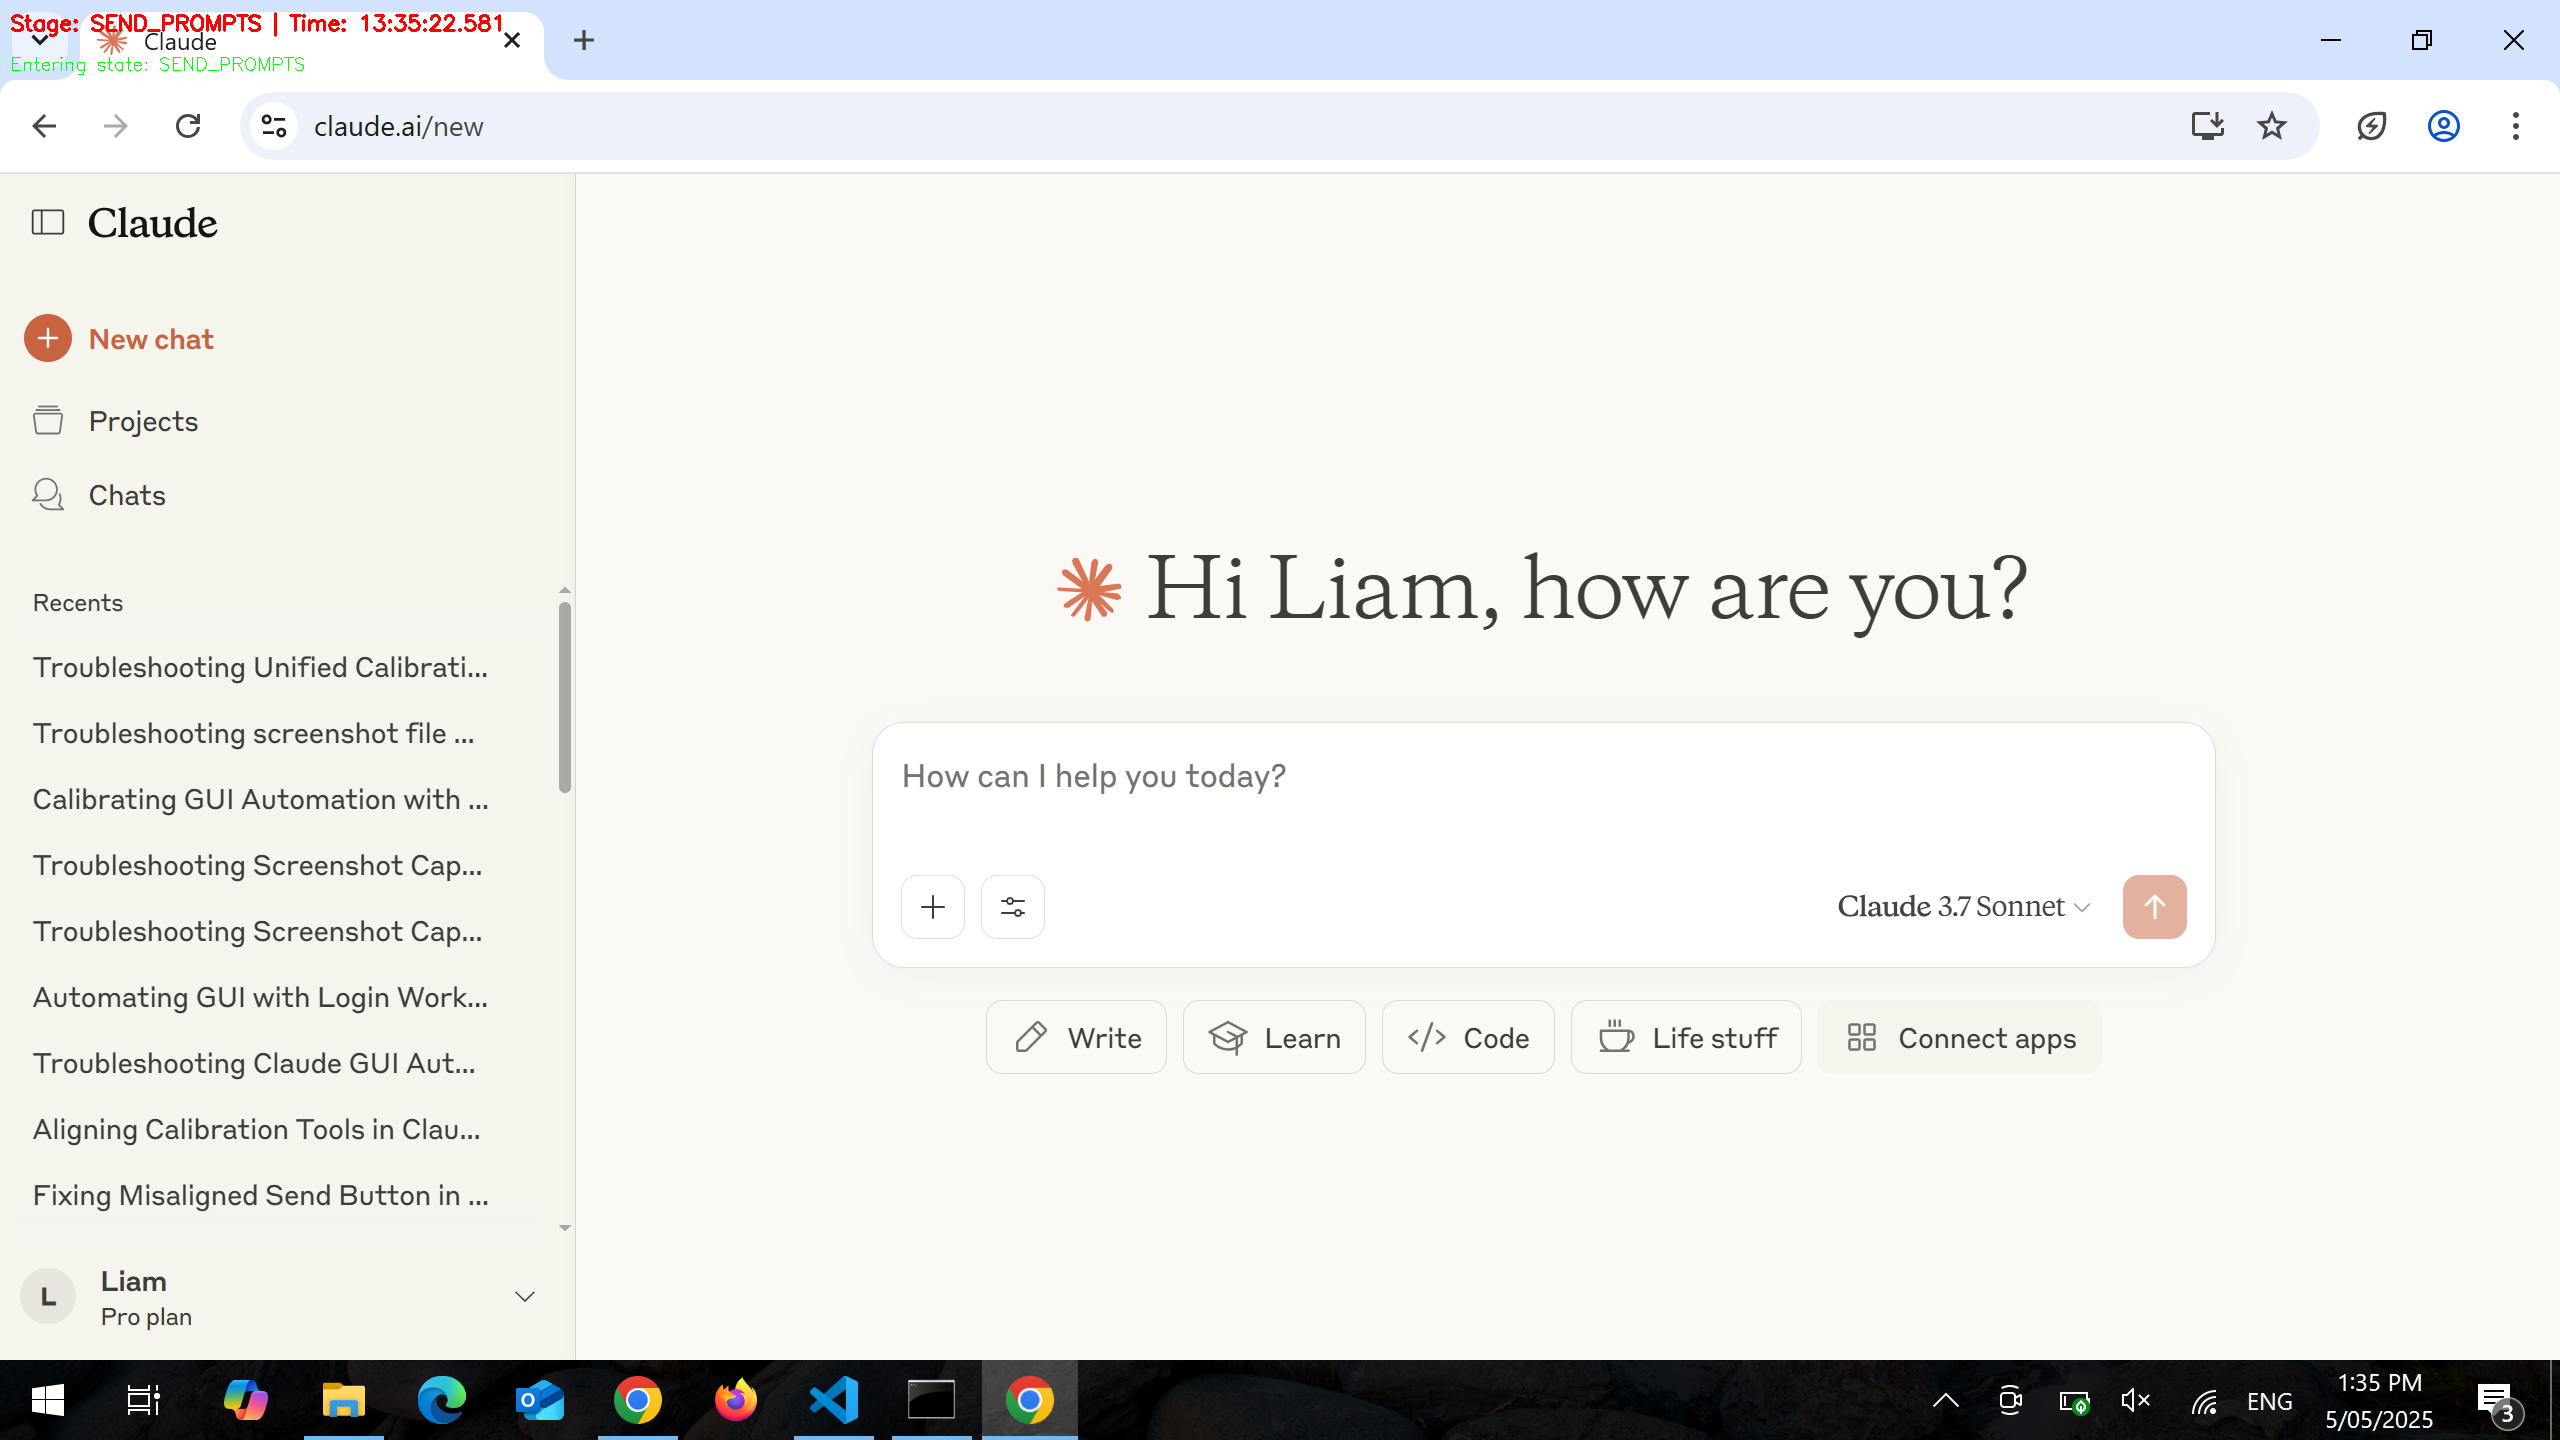 Stage: SEND_PROMPTS | Time: 13:35:22.581
Claude
Entering state: SEND_PROMPTS
claude.ai/new
Claude
New chat
Projects
Chats
Recents
Troubleshooting Unified Calibrati...
Troubleshooting screenshot file ...
Calibrating GUI Automation with ...
Troubleshooting Screenshot Cap...
Troubleshooting Screenshot Cap...
Automating GUI with Login Work...
Troubleshooting Claude GUI Aut...
Aligning Calibration Tools in Clau...
Fixing Misaligned Send Button in ...
L
Liam
Pro plan
Hi Liam, how are you?
How can I help you today?
Claude 3.7 Sonnet
Write
Learn
Code
Life stuff
Connect apps
ENG
1:35 PM
5/05/2025
3